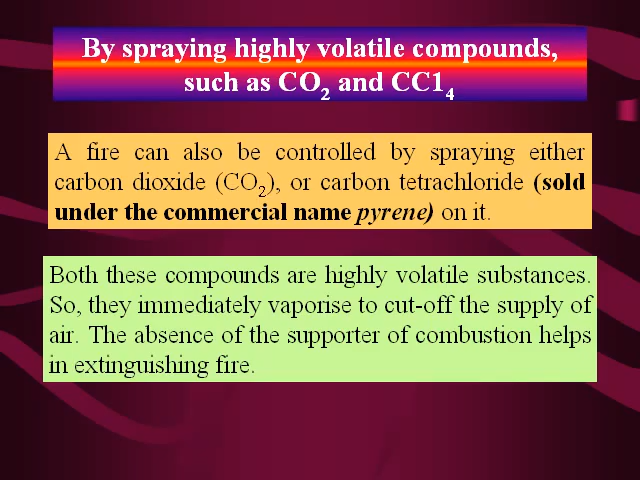 By spraying highly volatile compounds,
such as CO₂ and CC1₄
A fire can also be controlled by spraying either
carbon dioxide (CO₂), or carbon tetrachloride (sold
under the commercial name pyrene) on it.
Both these compounds are highly volatile substances.
So, they immediately vaporise to cut-off the supply of
air. The absence of the supporter of combustion helps
in extinguishing fire.